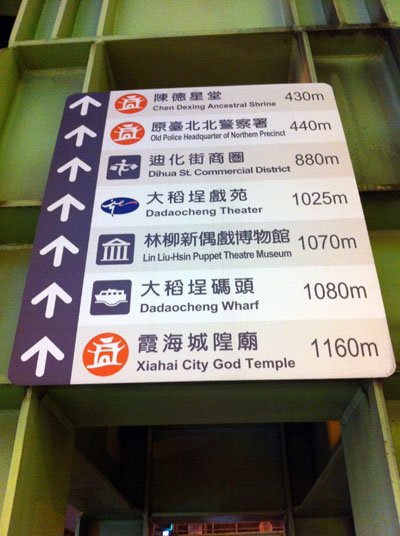 陳德星堂 430m
Chen Dexing Ancestral Shrine
原臺北北警察署 440m
Old Police Headquarter of Northern Precinct
迪化街商圈 880m
Dihua St. Commercial District
大稻埕戲苑 1025m
Dadaocheng Theater
林柳新偶戲博物館 1070m
Lin Liu-Hsin Puppet Theatre Museum
大稻埕碼頭 1080m
Dadaocheng Wharf
霞海城隍廟 1160m
Xiahai City God Temple